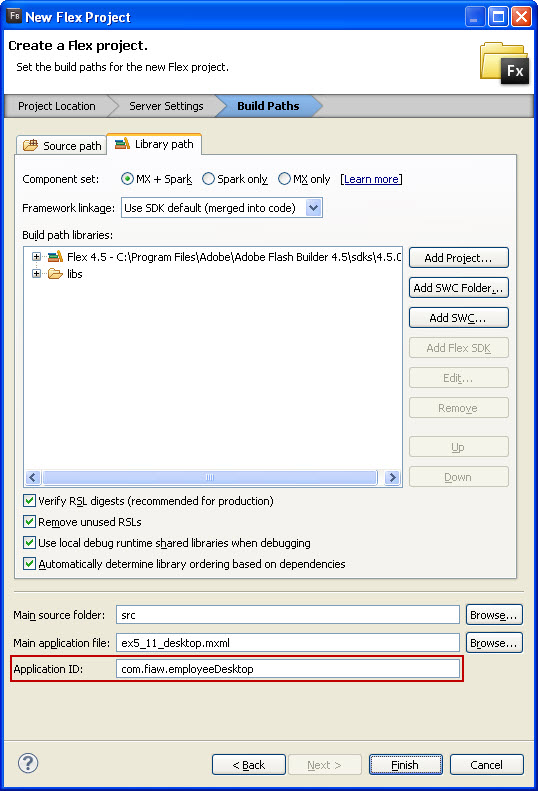 Fb New Flex Project
Create a Flex project.
Set the build paths for the new Flex project.
Fx
Project Location Server Settings Build Paths
Source path Library path
Component set: MX + Spark Spark only MX only [Learn more]
Framework linkage: Use SDK default (merged into code)
Build path libraries:
Flex 4.5 - C:\Program Files\Adobe\Adobe Flash Builder 4.5\sdks\4.5.0
libs
Add Project...
Add SWC Folder...
Add SWC...
Add Flex SDK
Edit...
Remove
Up
Down
Verify RSL digests (recommended for production)
Remove unused RSLs
Use local debug runtime shared libraries when debugging
Automatically determine library ordering based on dependencies
Main source folder: src Browse...
Main application file: ex5_11_desktop.mxml Browse...
Application ID: com.fiaw.employeeDesktop
? < Back Next > Finish Cancel